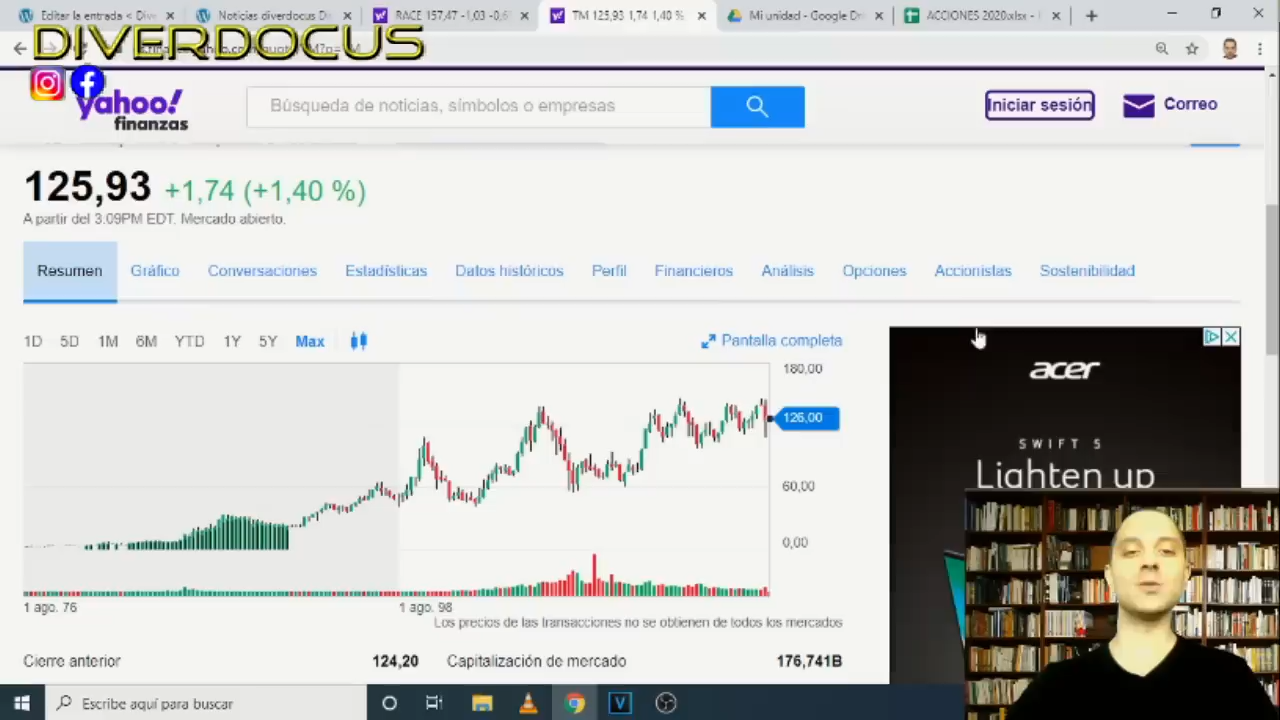 Editar la entrada < Dive
Noticias diverdocus D
RACE 157,47 -1,03 -0,6
TM 125,93 1,74 1,40 %
Mi unidad - Google Dr
ACCIONES 2020.xlsx -
DIVERDOCUS
yahoo!
finanzas
Búsqueda de noticias, símbolos o empresas
Iniciar sesión
Correo
125,93 +1,74 (+1,40 %)
A partir del 3.09PM EDT. Mercado abierto.
Resumen Gráfico Conversaciones Estadísticas Datos históricos Perfil Financieros Análisis Opciones Accionistas Sostenibilidad
1D 5D 1M 6M YTD 1Y 5Y Max Pantalla completa
180,00
126,00
60,00
0,00
1 ago. 76 1 ago. 98
Los precios de las transacciones no se obtienen de todos los mercados
Cierre anterior 124,20 Capitalización de mercado 176,741B
acer
SWIFT 5
Lighten up
Escribe aquí para buscar